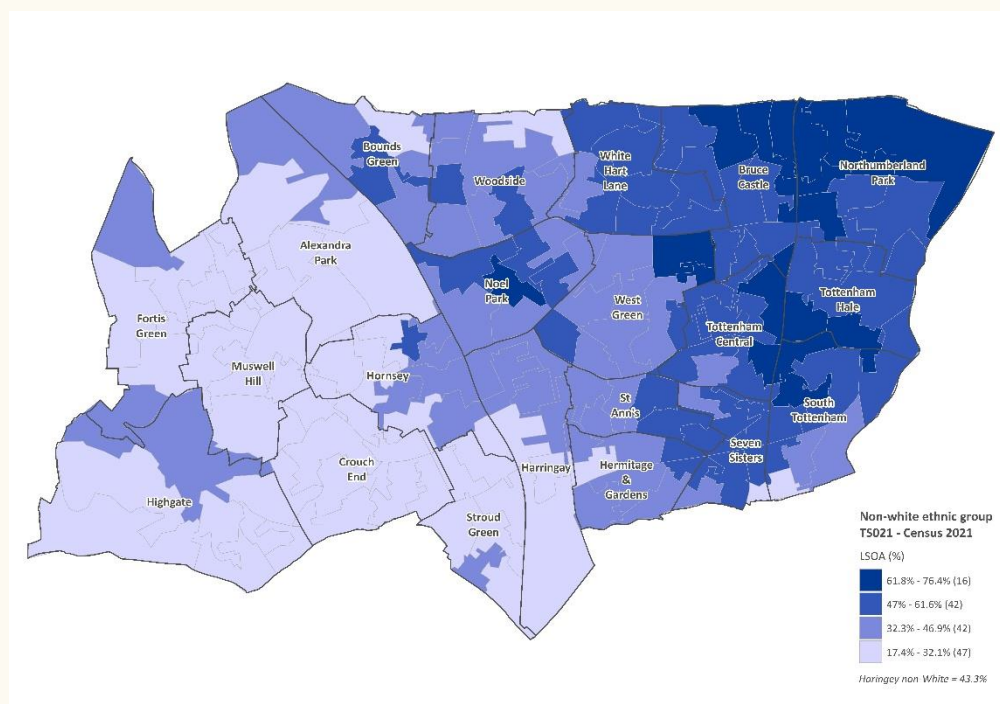 Bounds
Green
Woodside
White
Hart
Lane
Bruce
Castle
Northumberland
Park
Alexandra
Park
Noel
Park
West
Green
Tottenham
Hale
Fortis
Green
Tottenham
Central
Muswell
Hill
Hornsey
St
Ann's
South
Tottenham
Seven
Sisters
Crouch
End
Harringay
Hermitage
&
Gardens
Highgate
Stroud
Green
Non-white ethnic group
TS021 - Census 2021
LSOA (%)
61.8% - 76.4% (16)
47% - 61.6% (42)
32.3% - 46.9% (42)
17.4% - 32.1% (47)
Haringey non White = 43.3%